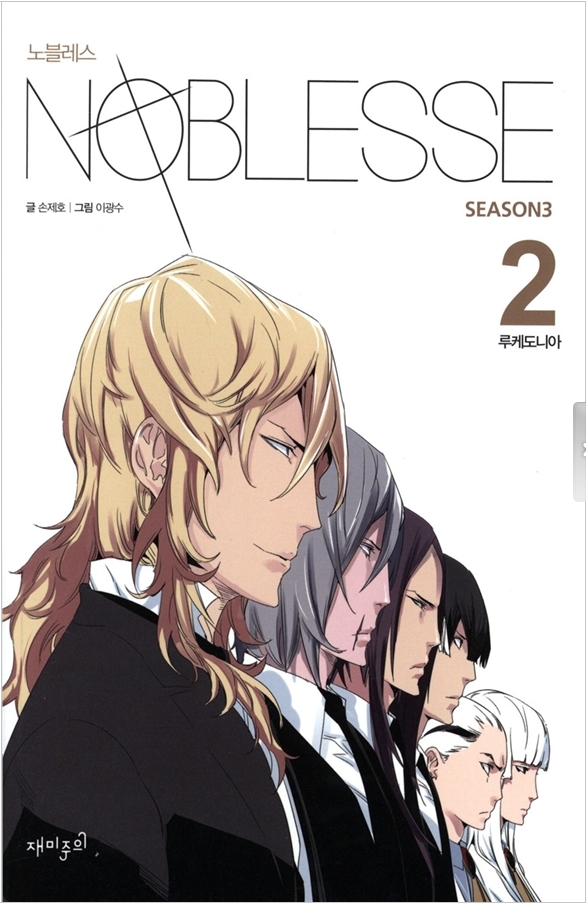 노블레스
NOBLESSE
글 손제호 | 그림 이광수
SEASON3
2
루케도니아
재미주의